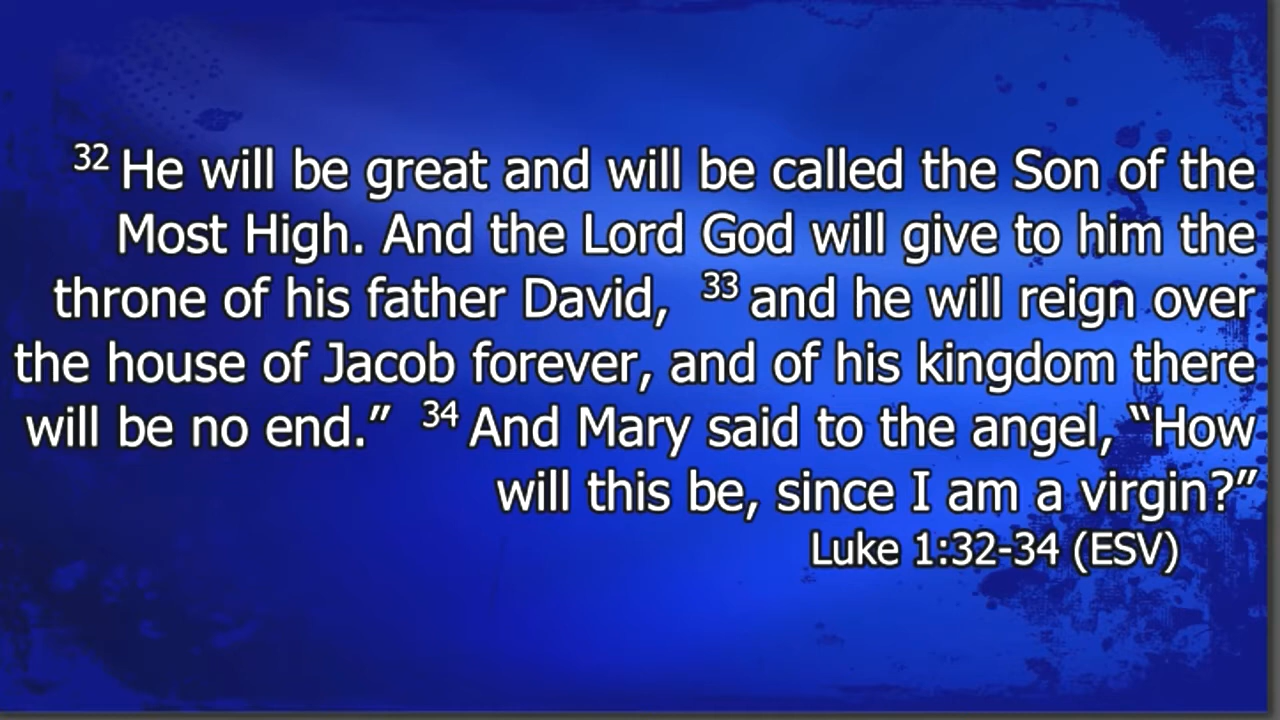 32 He will be great and will be called the Son of the
Most High. And the Lord God will give to him the
throne of his father David, 33 and he will reign over
the house of Jacob forever, and of his kingdom there
will be no end.” 34 And Mary said to the angel, “How
will this be, since I am a virgin?”
Luke 1:32-34 (ESV)